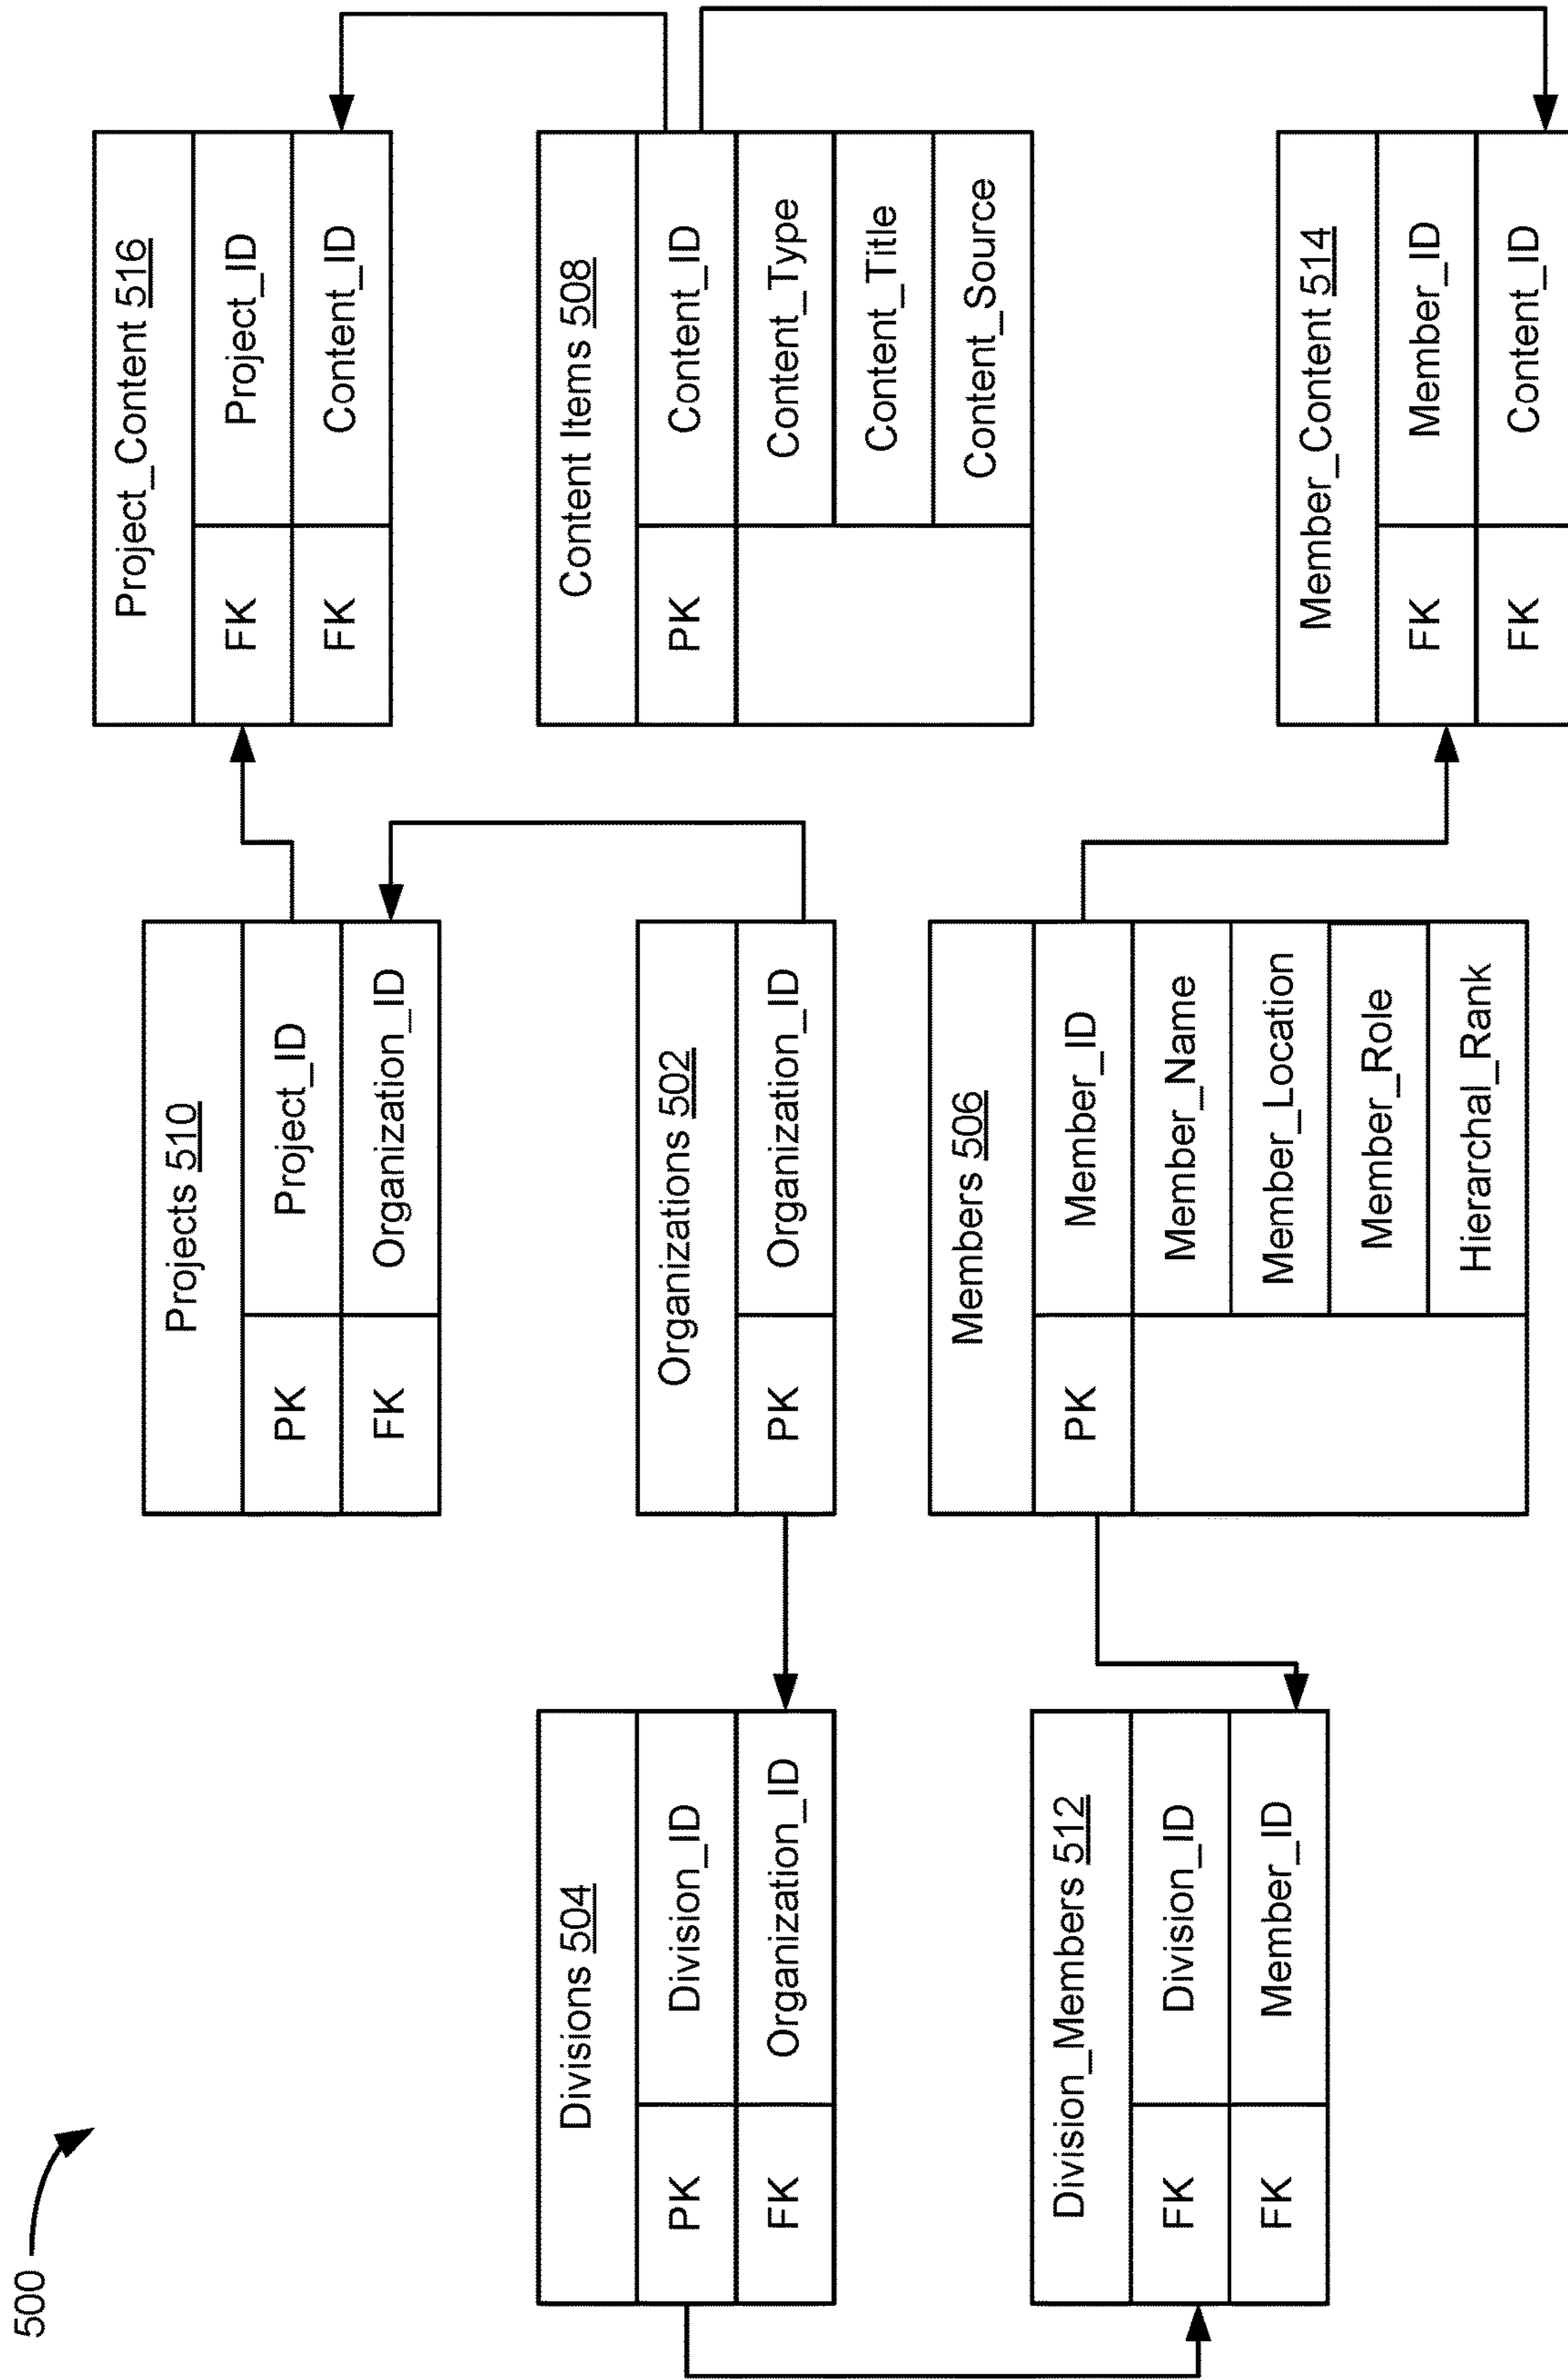 500
Divisions 504
PK Division_ID
FK Organization_ID
Division_Members 512
FK Division_ID
FK Member_ID
Projects 510
PK Project_ID
FK Organization_ID
Organizations 502
PK Organization_ID
Members 506
PK Member_ID
Member_Name
Member_Location
Member_Role
Hierarchal_Rank
Project_Content 516
FK Project_ID
FK Content_ID
Content Items 508
PK Content_ID
Content_Type
Content_Title
Content_Source
Member_Content 514
FK Member_ID
FK Content_ID